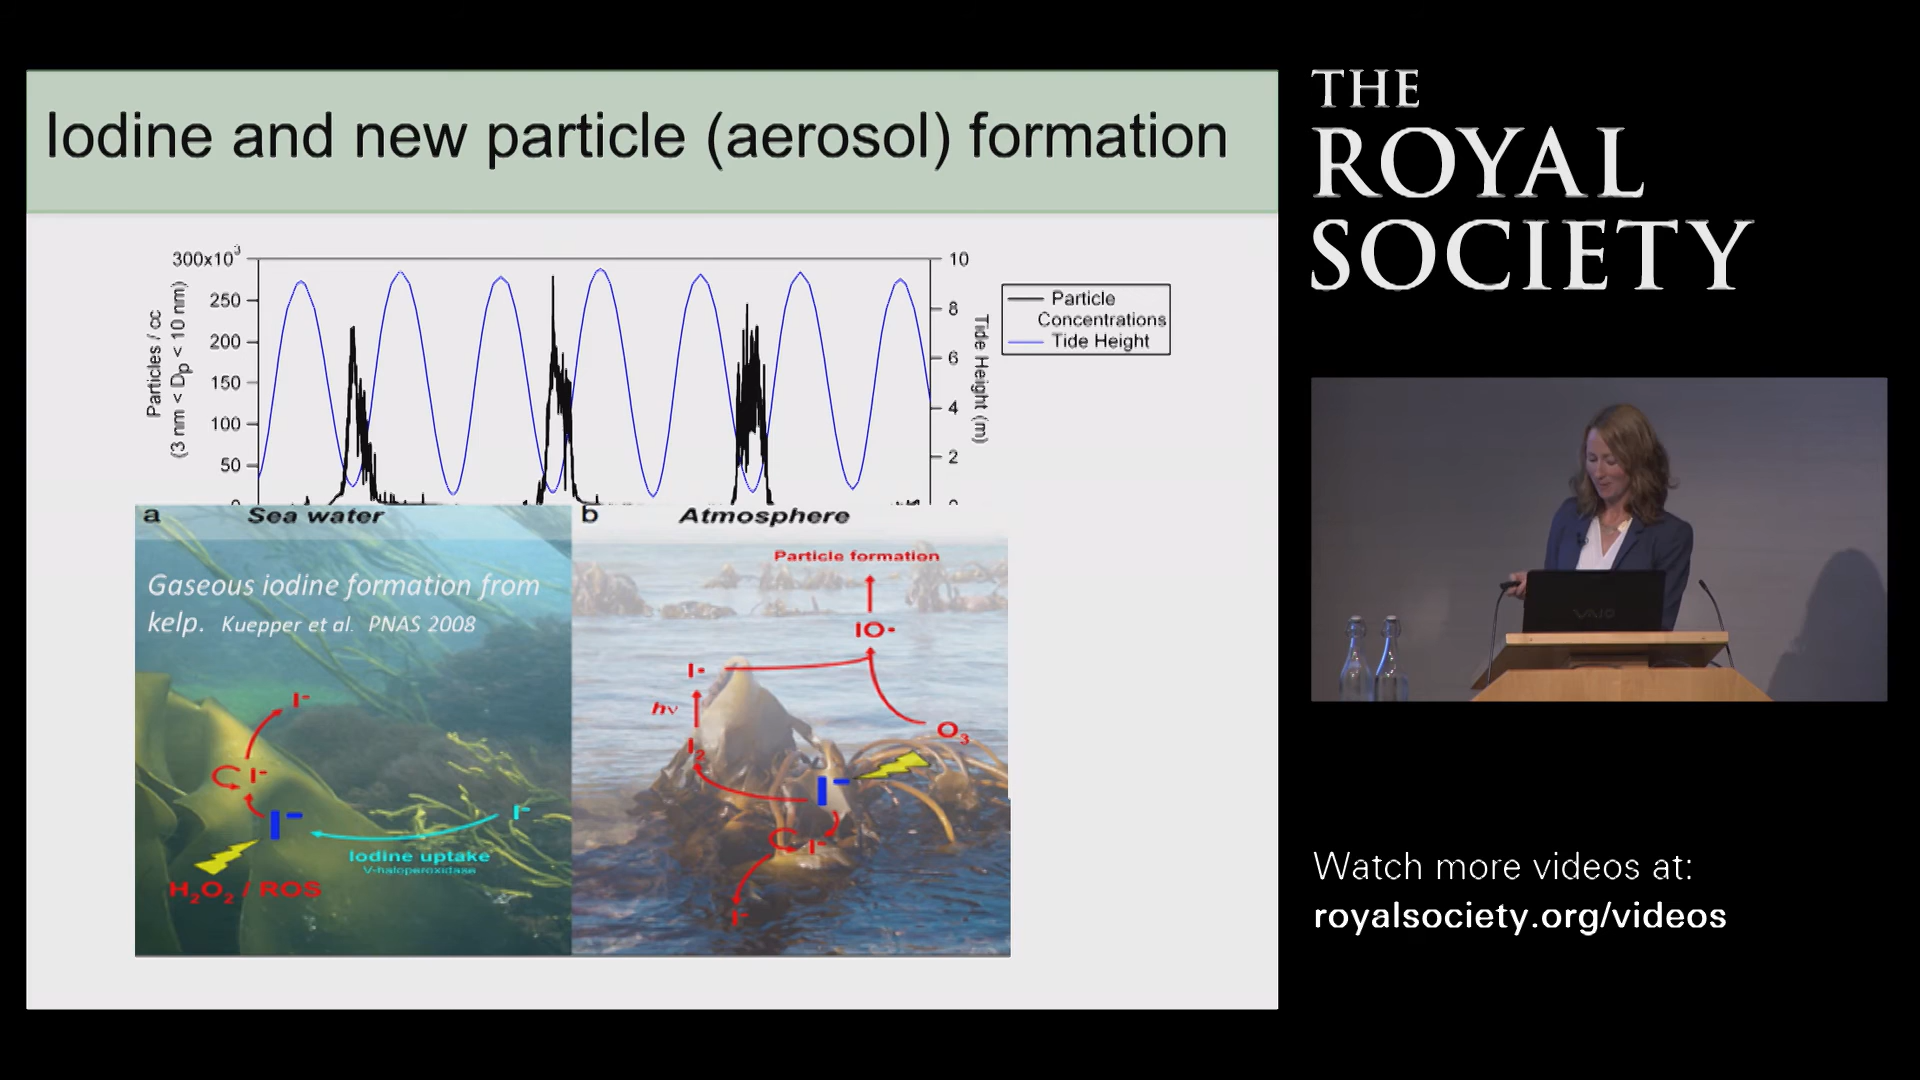 Iodine and new particle (aerosol) formation
300x10³
250
200
150
100
50
0
Particles / cc
(3 nm < Dp < 10 nm)
10
8
6
4
2
0
Tide Height (m)
Particle
Concentrations
Tide Height
a Sea water
Gaseous iodine formation from
kelp. Kuepper et al. PNAS 2008
I-
I-
I-
I-
Iodine uptake
V-haloperoxidase
H₂O₂ / ROS
b Atmosphere
Particle formation
IO•
I•
hν
I₂
O₃
I-
I-
I-
THE
ROYAL
SOCIETY
VAIO
Watch more videos at:
royalsociety.org/videos